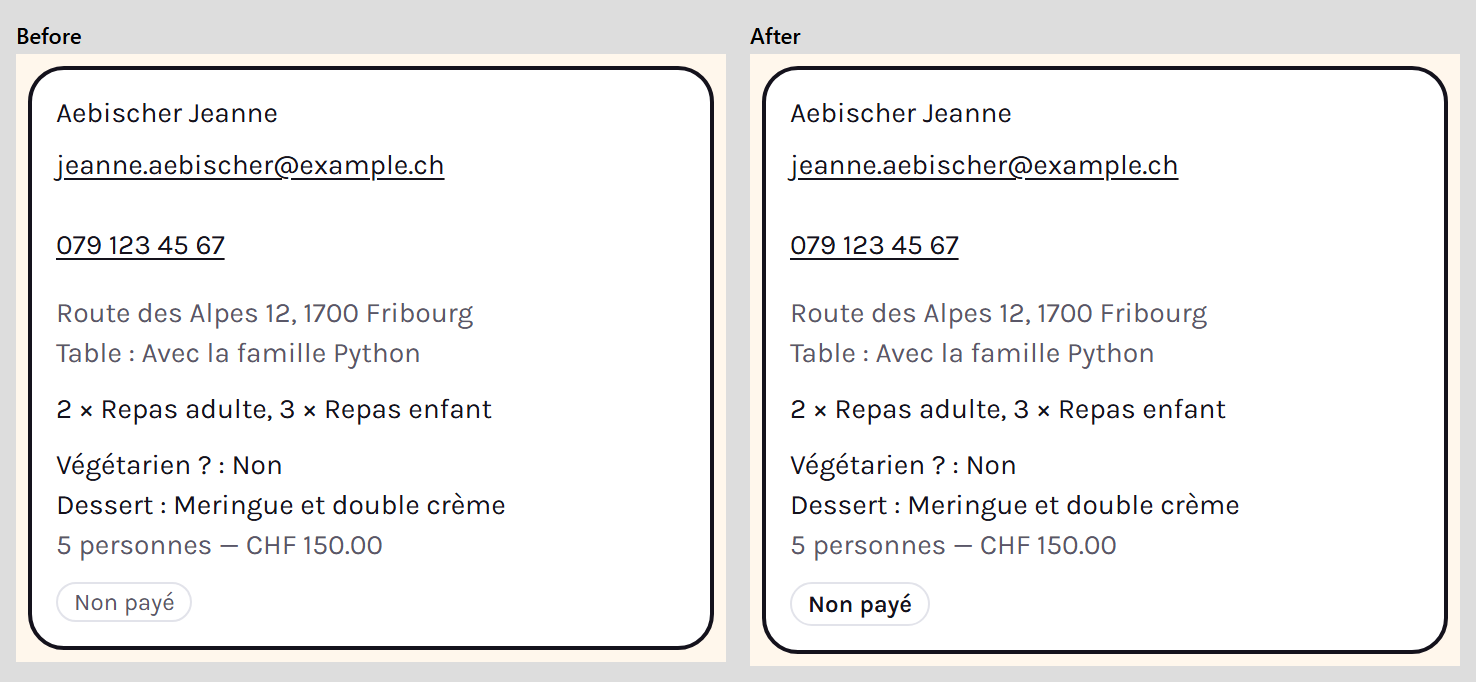 Before
Aebischer Jeanne
jeanne.aebischer@example.ch
079 123 45 67
Route des Alpes 12, 1700 Fribourg
Table : Avec la famille Python
2 × Repas adulte, 3 × Repas enfant
Végétarien ? : Non
Dessert : Meringue et double crème
5 personnes — CHF 150.00
Non payé
After
Aebischer Jeanne
jeanne.aebischer@example.ch
079 123 45 67
Route des Alpes 12, 1700 Fribourg
Table : Avec la famille Python
2 × Repas adulte, 3 × Repas enfant
Végétarien ? : Non
Dessert : Meringue et double crème
5 personnes — CHF 150.00
Non payé